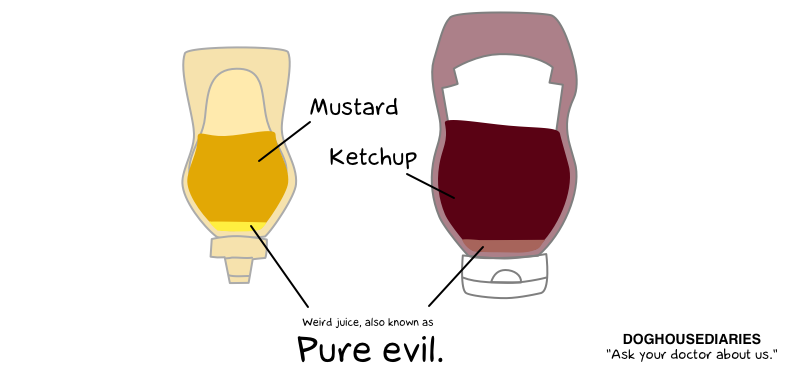 Mustard
Ketchup
Weird juice, also known as
Pure evil.
DOGHOUSEDIARIES
"Ask your doctor about us."